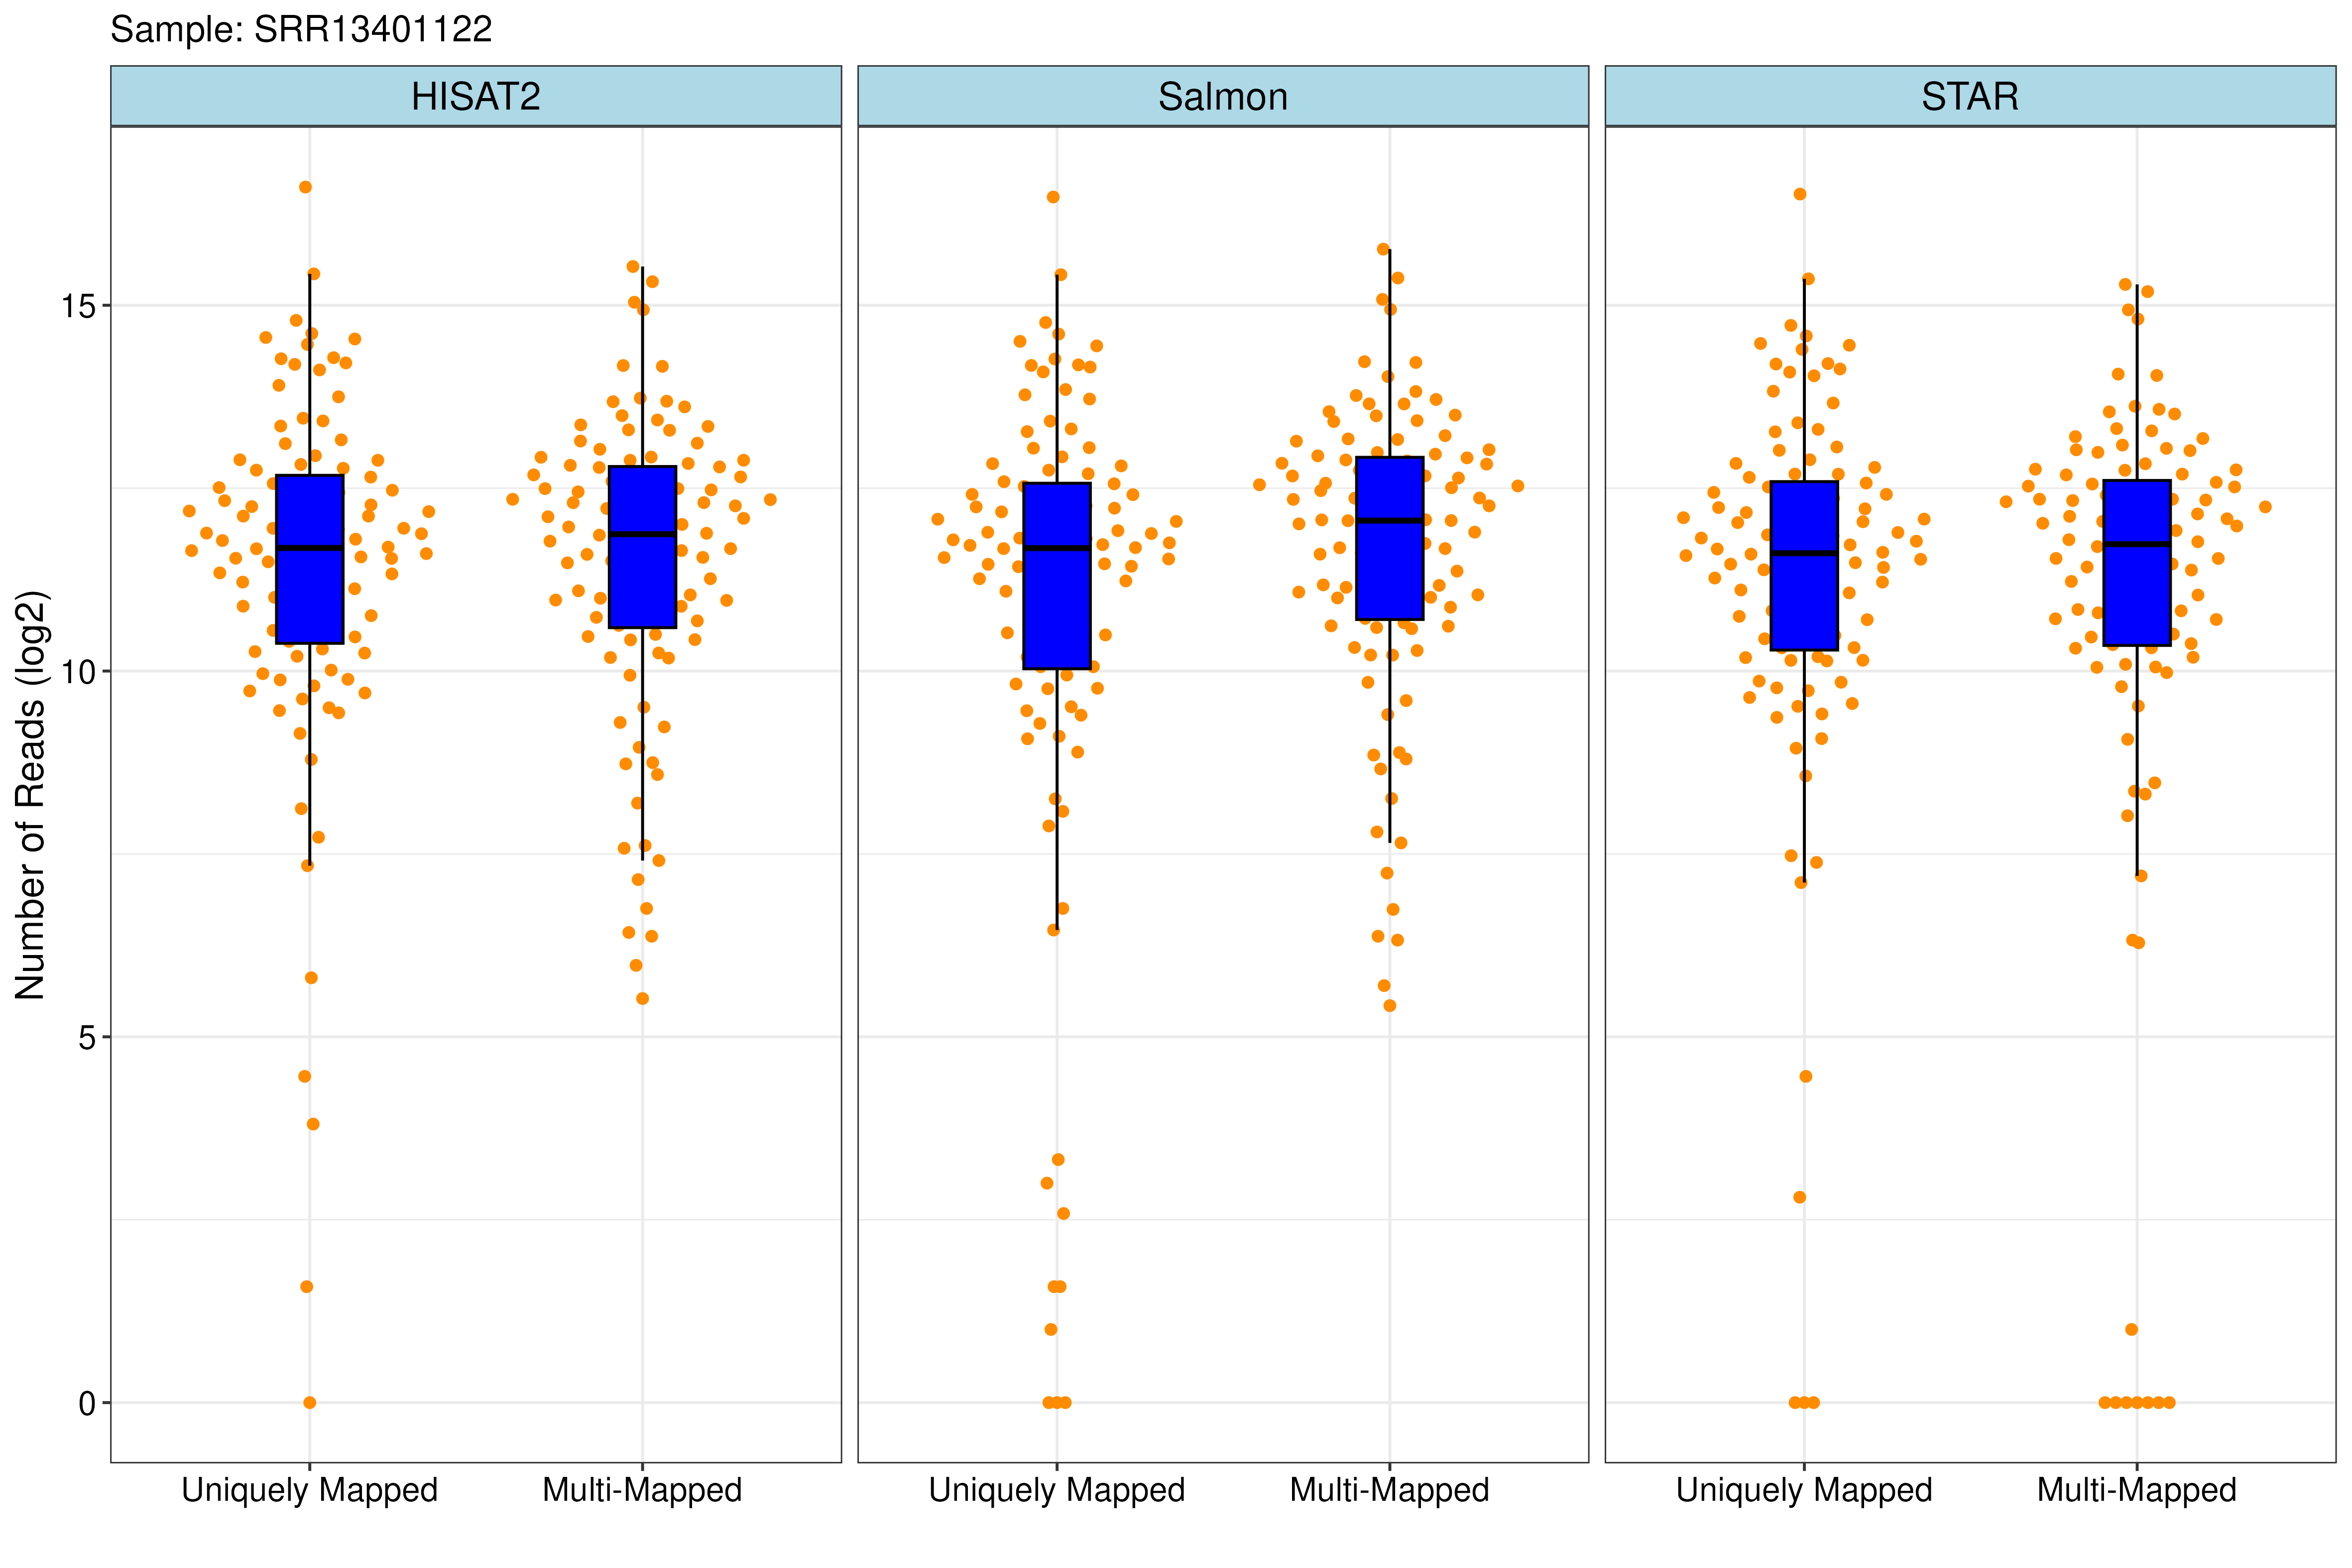 Sample: SRR13401122
HISAT2
Salmon
STAR
Number of Reads (log2)
15
10
5
0
Uniquely Mapped
Multi-Mapped
Uniquely Mapped
Multi-Mapped
Uniquely Mapped
Multi-Mapped